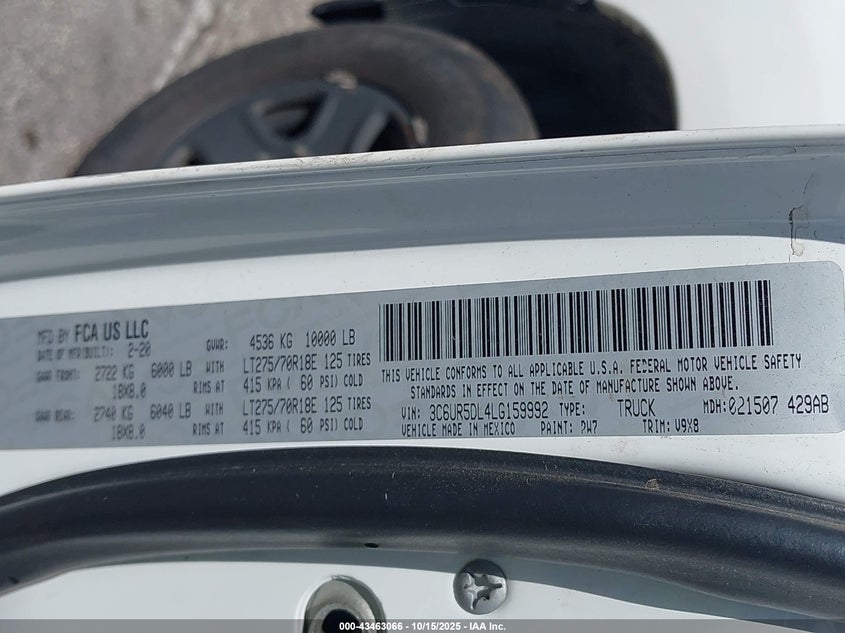 MFD BY FCA US LLC
DATE OF MFR(BUILT): 2-20
GVWR: 4536 KG 10000 LB
GAWR FRONT: 2722 KG 6000 LB WITH LT275/70R18E 125 TIRES
18X8.0 RIMS AT 415 KPA ( 60 PSI) COLD
GAWR REAR: 2740 KG 6040 LB WITH LT275/70R18E 125 TIRES
18X8.0 RIMS AT 415 KPA ( 60 PSI) COLD
THIS VEHICLE CONFORMS TO ALL APPLICABLE U.S.A. FEDERAL MOTOR VEHICLE SAFETY
STANDARDS IN EFFECT ON THE DATE OF MANUFACTURE SHOWN ABOVE.
VIN: 3C6UR5DL4LG159992 TYPE: TRUCK MDH:021507 429AB
VEHICLE MADE IN MEXICO PAINT: PW7 TRIM: V9X8
000-43463066 - 10/15/2025 - IAA Inc.